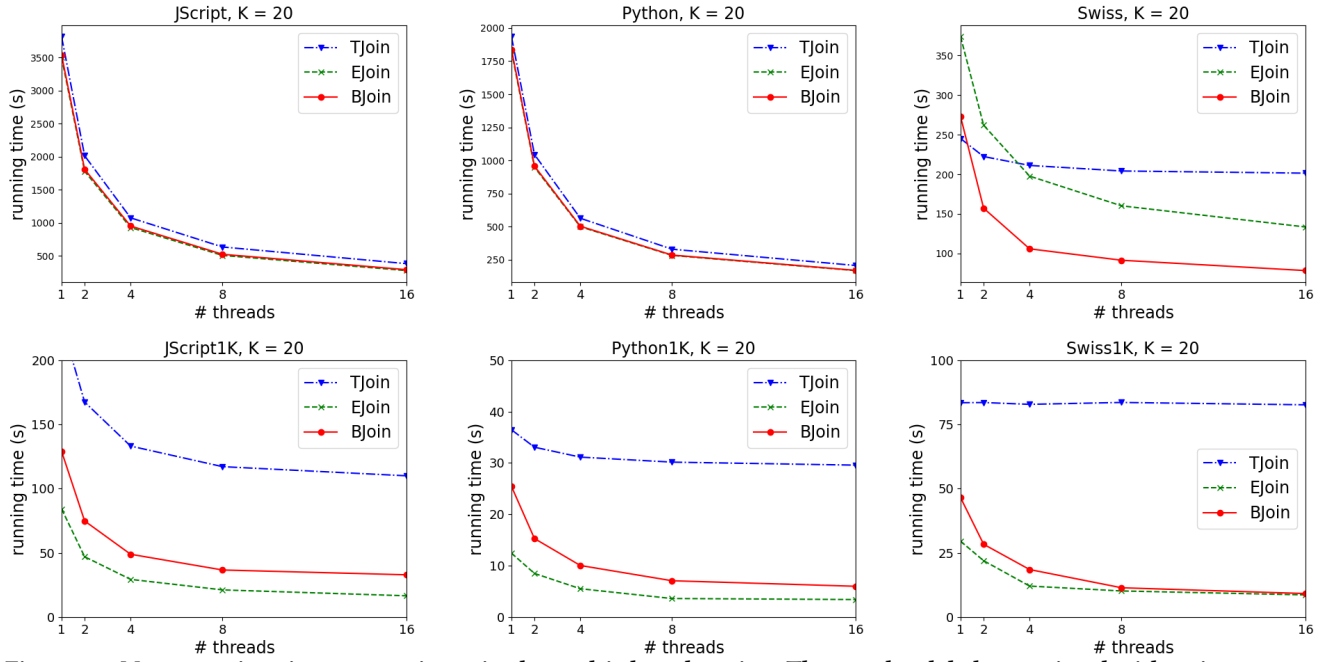 JScript, K = 20
running time (s)
3500
3000
2500
2000
1500
1000
500
1 2 4 8 16
# threads
TJoin
EJoin
BJoin
Python, K = 20
running time (s)
2000
1750
1500
1250
1000
750
500
250
1 2 4 8 16
# threads
TJoin
EJoin
BJoin
Swiss, K = 20
running time (s)
350
300
250
200
150
100
1 2 4 8 16
# threads
TJoin
EJoin
BJoin
JScript1K, K = 20
running time (s)
200
150
100
50
0
1 2 4 8 16
# threads
TJoin
EJoin
BJoin
Python1K, K = 20
running time (s)
50
40
30
20
10
0
1 2 4 8 16
# threads
TJoin
EJoin
BJoin
Swiss1K, K = 20
running time (s)
100
75
50
25
0
1 2 4 8 16
# threads
TJoin
EJoin
BJoin